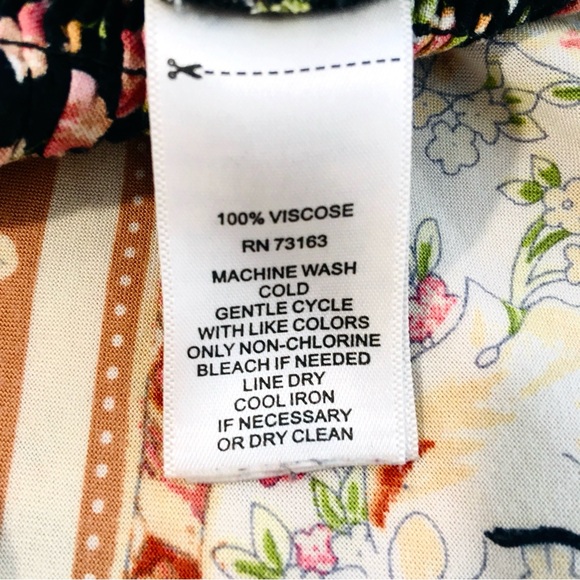 100% VISCOSE
RN 73163
MACHINE WASH
COLD
GENTLE CYCLE
WITH LIKE COLORS
ONLY NON-CHLORINE
BLEACH IF NEEDED
LINE DRY
COOL IRON
IF NECESSARY
OR DRY CLEAN